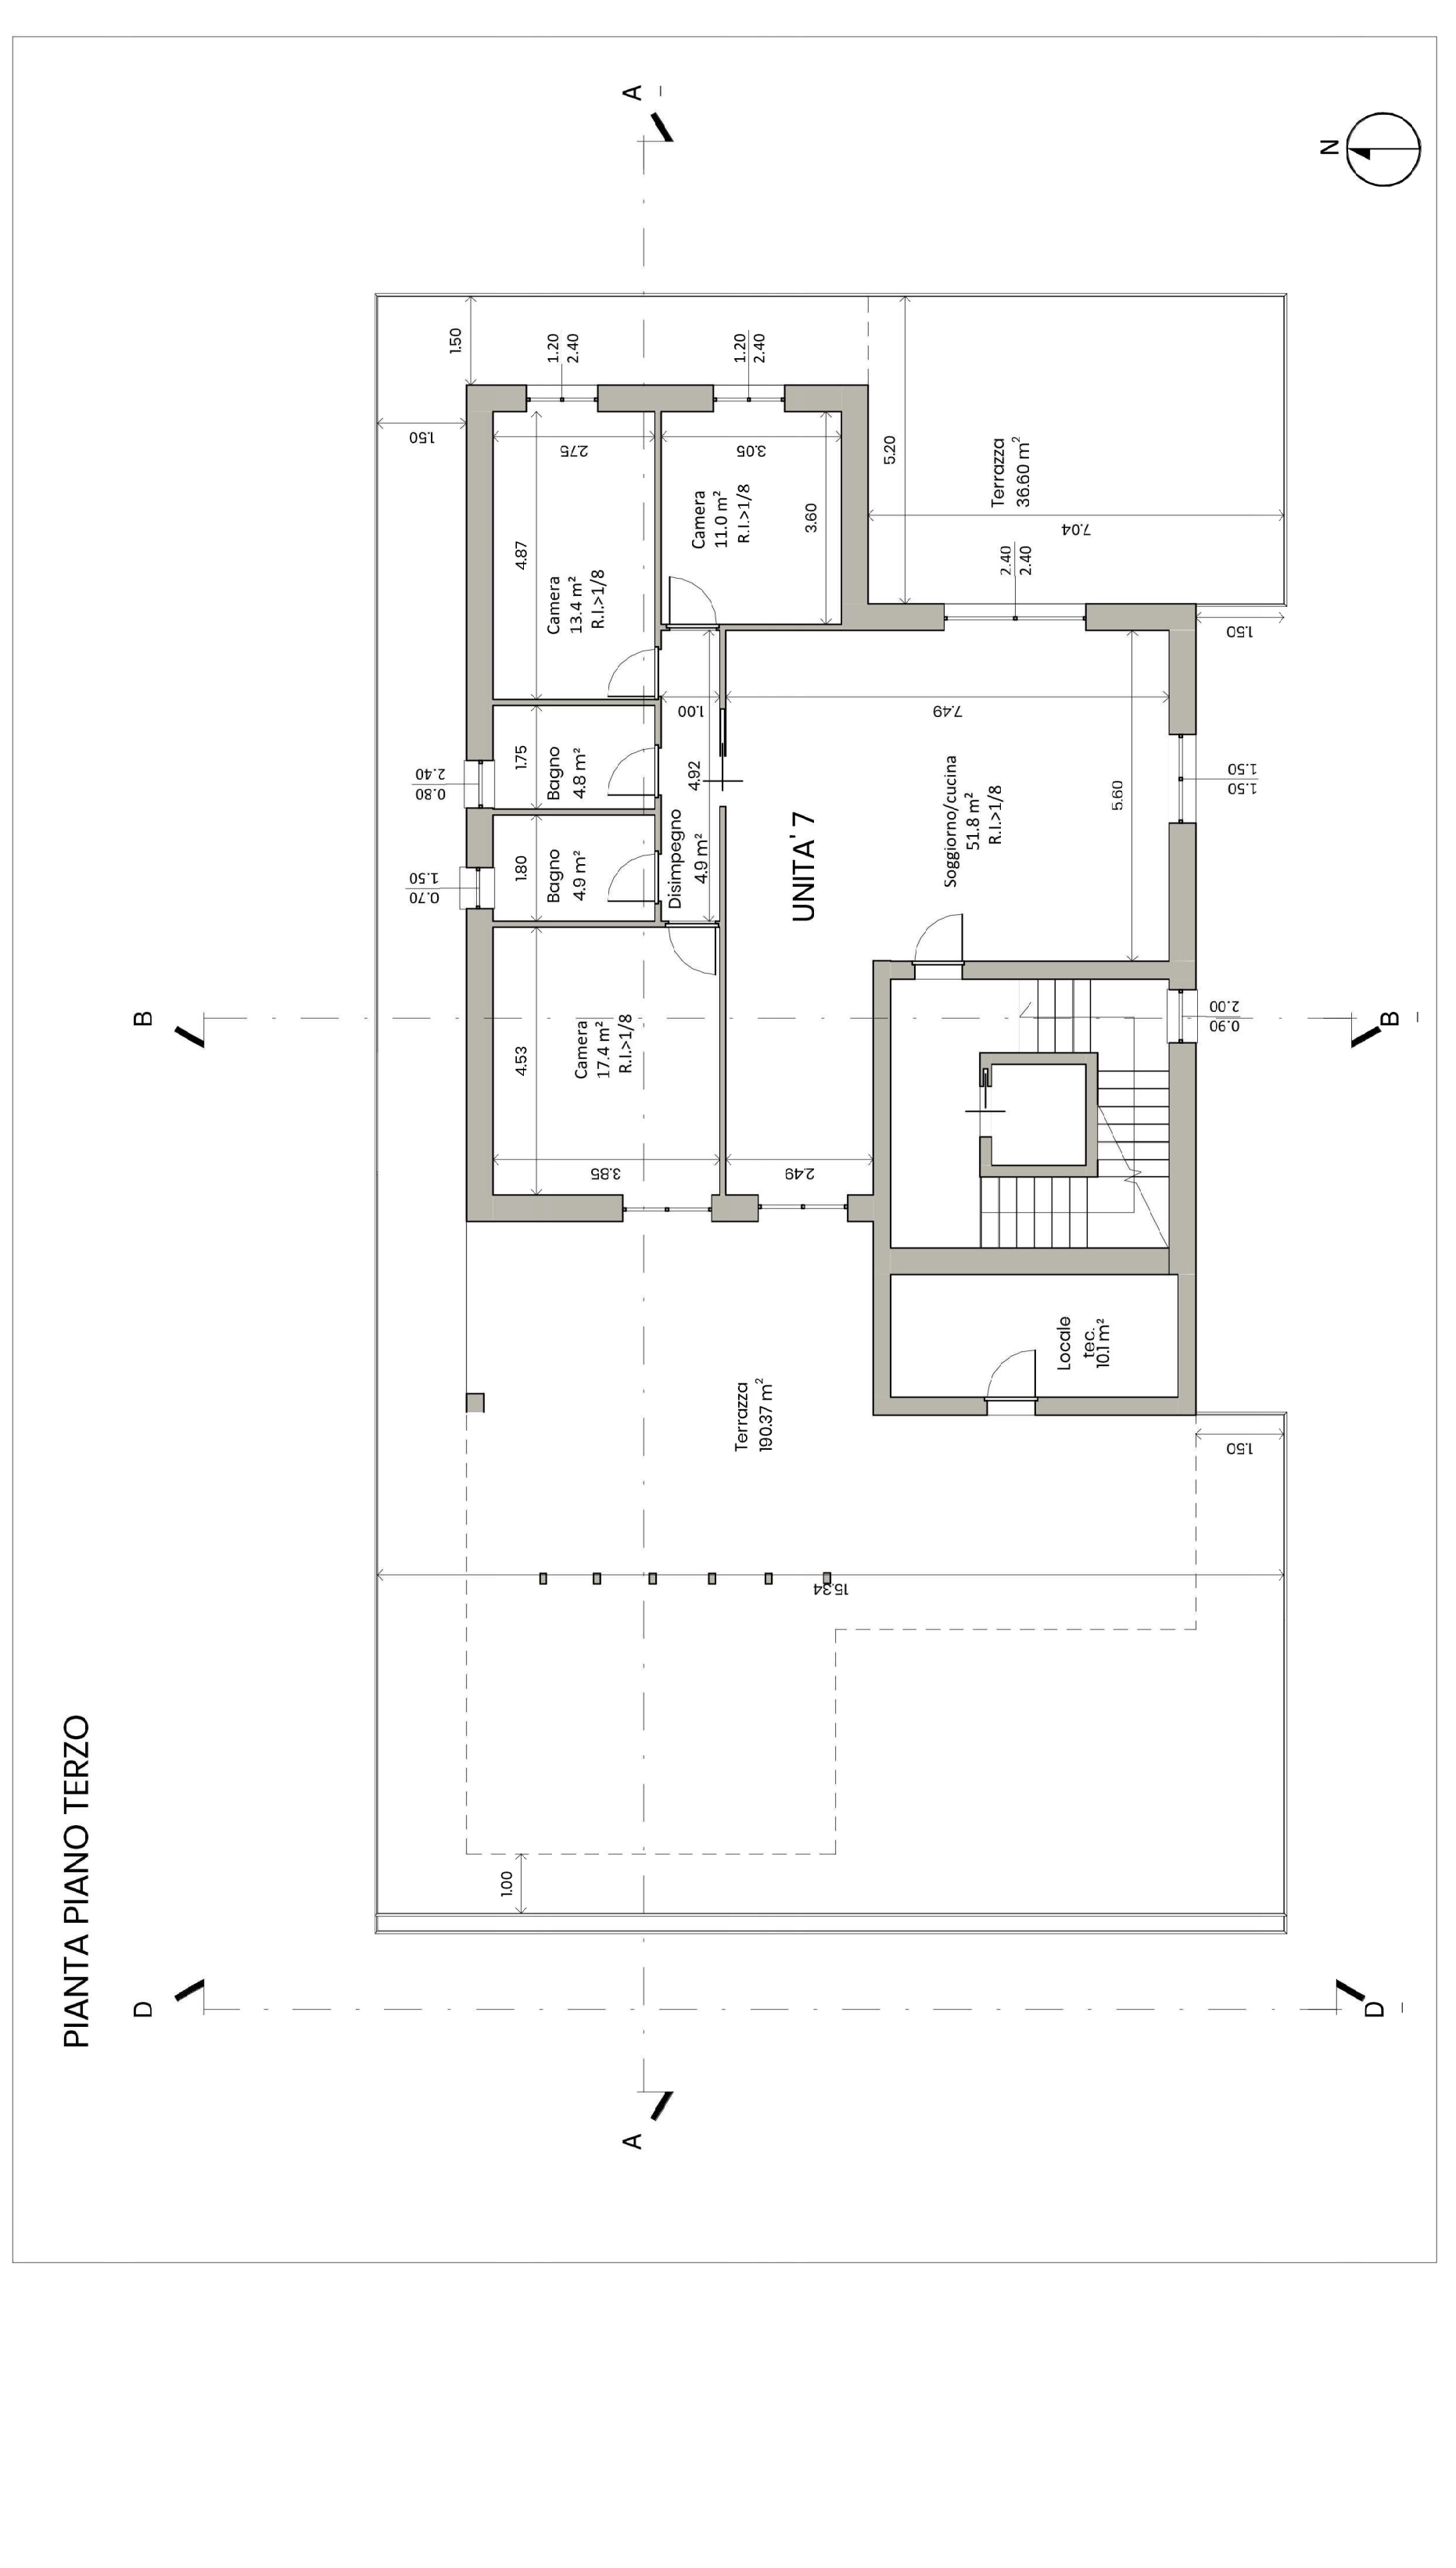 PIANTA PIANO TERZO
D
D
B
B
A
A
N
1.50
1.50
1.20
2.40
1.20
2.40
2.75
3.05
4.87
Camera
13.4 m²
R.I.>1/8
Camera
11.0 m²
R.I.>1/8
3.60
5.20
Terrazza
36.60 m²
7.04
2.40
2.40
1.50
0.80
2.40
0.70
1.50
1.75
Bagno
4.8 m²
1.80
Bagno
4.9 m²
1.00
4.92
Disimpegno
4.9 m²
UNITA' 7
7.49
Soggiorno/cucina
51.8 m²
R.I.>1/8
5.60
1.50
1.50
0.90
2.00
4.53
Camera
17.4 m²
R.I.>1/8
3.85
2.49
Locale
tec.
10.1 m²
Terrazza
190.37 m²
1.50
15.34
1.00